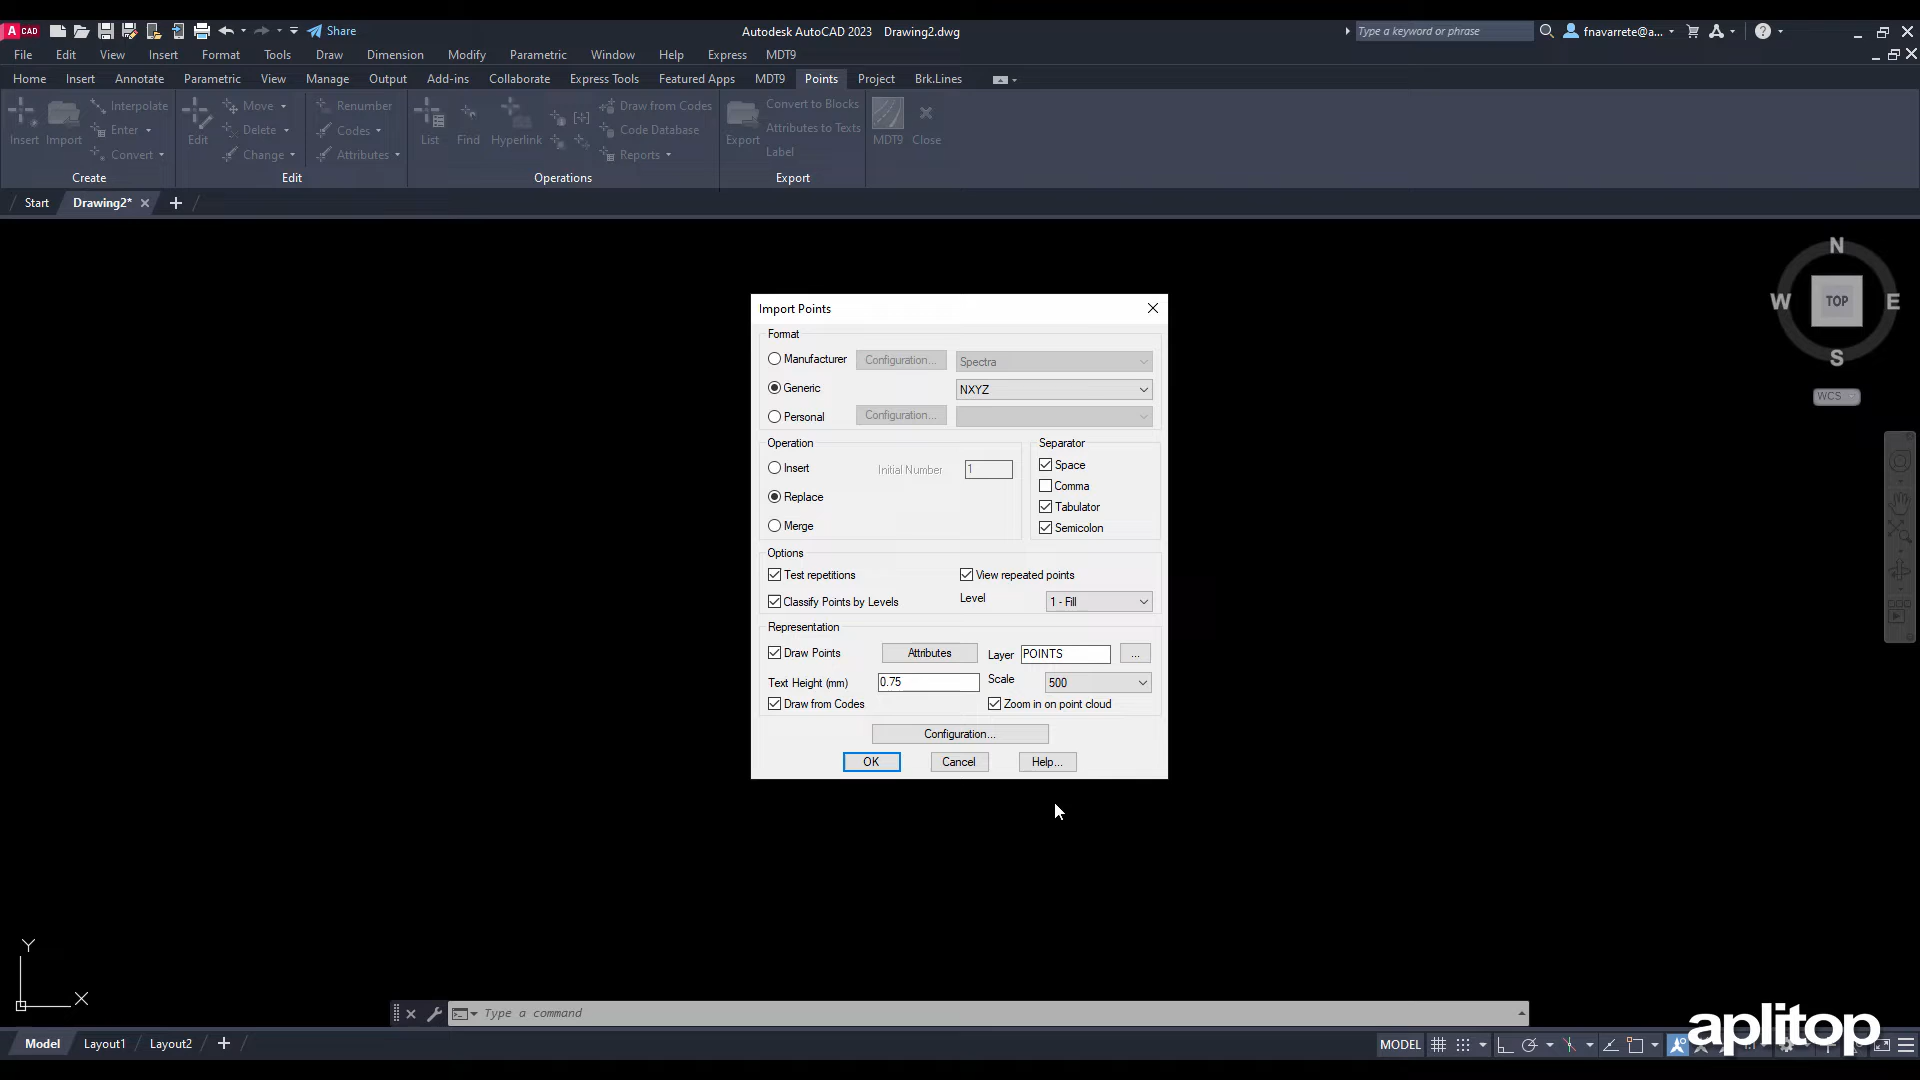 A CAD Share Autodesk AutoCAD 2023 Drawing2.dwg Type a keyword or phrase fnavarrete@a...
File Edit View Insert Format Tools Draw Dimension Modify Parametric Window Help Express MDT9
Home Insert Annotate Parametric View Manage Output Add-ins Collaborate Express Tools Featured Apps MDT9 Points Project Brk.Lines
Interpolate Move Renumber Draw from Codes Convert to Blocks
Enter Delete Codes Code Database Attributes to Texts
Insert Import Edit List Find Hyperlink Export MDT9 Close
Convert Change Attributes Reports Label
Create Edit Operations Export
Start Drawing2* +
N
W TOP E
S
WCS
Import Points
Format
Manufacturer Configuration... Spectra
Generic NXYZ
Personal Configuration...
Operation Separator
Insert Initial Number 1 Space
Comma
Replace Tabulator
Merge Semicolon
Options
Test repetitions View repeated points
Classify Points by Levels Level 1 - Fill
Representation
Draw Points Attributes Layer POINTS ...
Text Height (mm) 0.75 Scale 500
Draw from Codes Zoom in on point cloud
Configuration...
OK Cancel Help...
Y
X
Type a command
Model Layout1 Layout2 + MODEL
aplitop